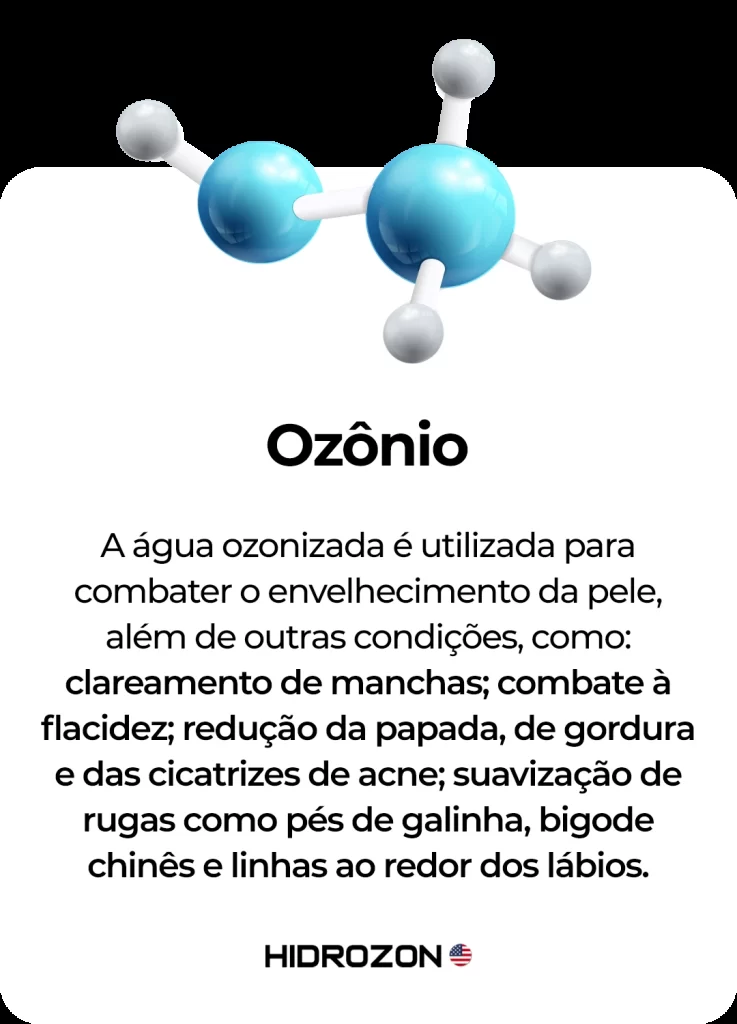 Ozônio
A água ozonizada é utilizada para
combater o envelhecimento da pele,
além de outras condições, como:
clareamento de manchas; combate à
flacidez; redução da papada, de gordura
e das cicatrizes de acne; suavização de
rugas como pés de galinha, bigode
chinês e linhas ao redor dos lábios.
HIDROZON